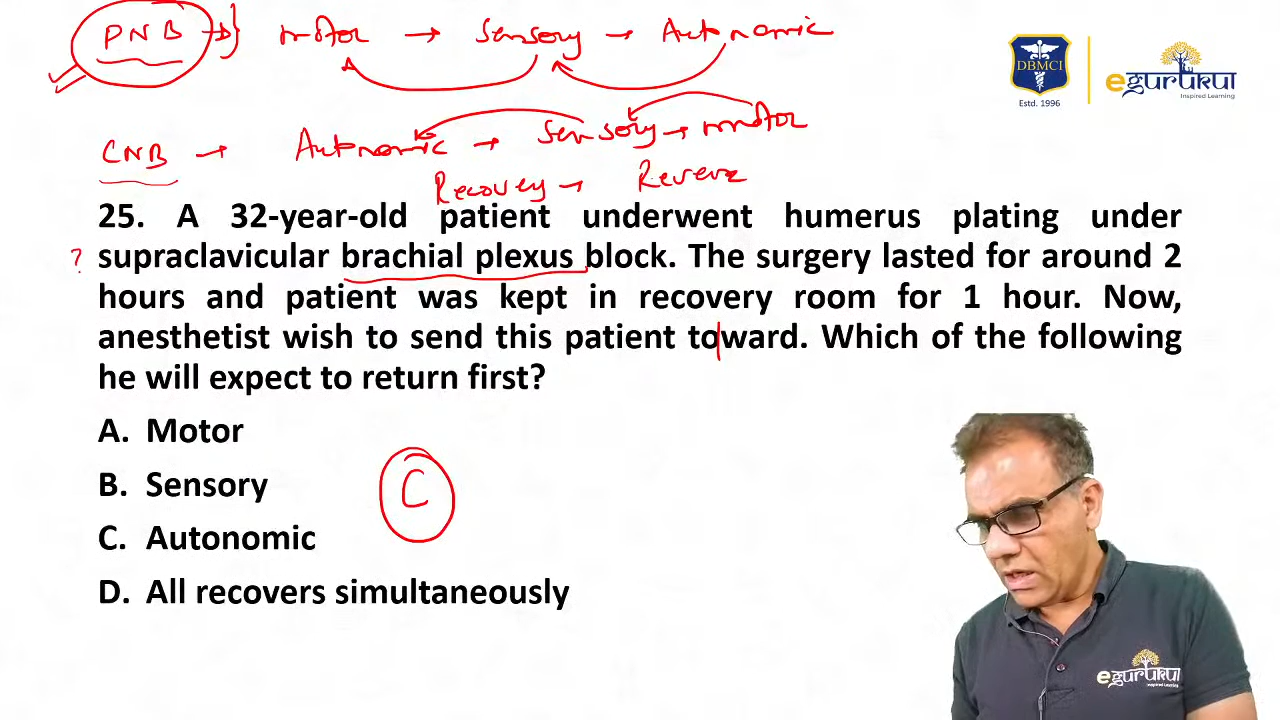 PNB → } motor → Sensory → Autonomic
DBMCI
Estd. 1996
egurukul
Inspired Learning
CNB → Autonomic → Sensory → motor
Recovery → Reverse
25. A 32-year-old patient underwent humerus plating under
? supraclavicular brachial plexus block. The surgery lasted for around 2
hours and patient was kept in recovery room for 1 hour. Now,
anesthetist wish to send this patient toward. Which of the following
he will expect to return first?
A. Motor
B. Sensory
C
C. Autonomic
D. All recovers simultaneously
egurukul
Inspired Learning